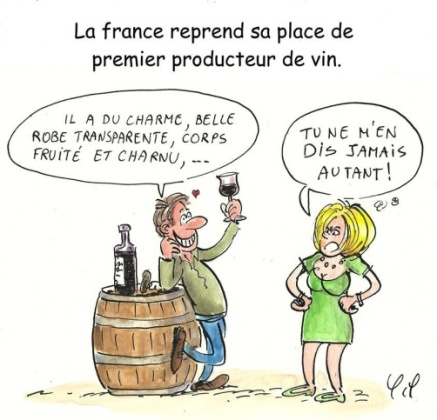 La france reprend sa place de
premier producteur de vin.
IL A DU CHARME, BELLE
ROBE TRANSPARENTE, CORPS
FRUITÉ ET CHARNU, ...
TU NE M'EN
DIS JAMAIS
AUTANT!